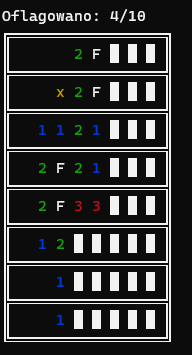 Oflagowano: 4/10
2 F
x 2 F
1 1 2 1
2 F 2 1
2 F 3 3
1 2
1
1